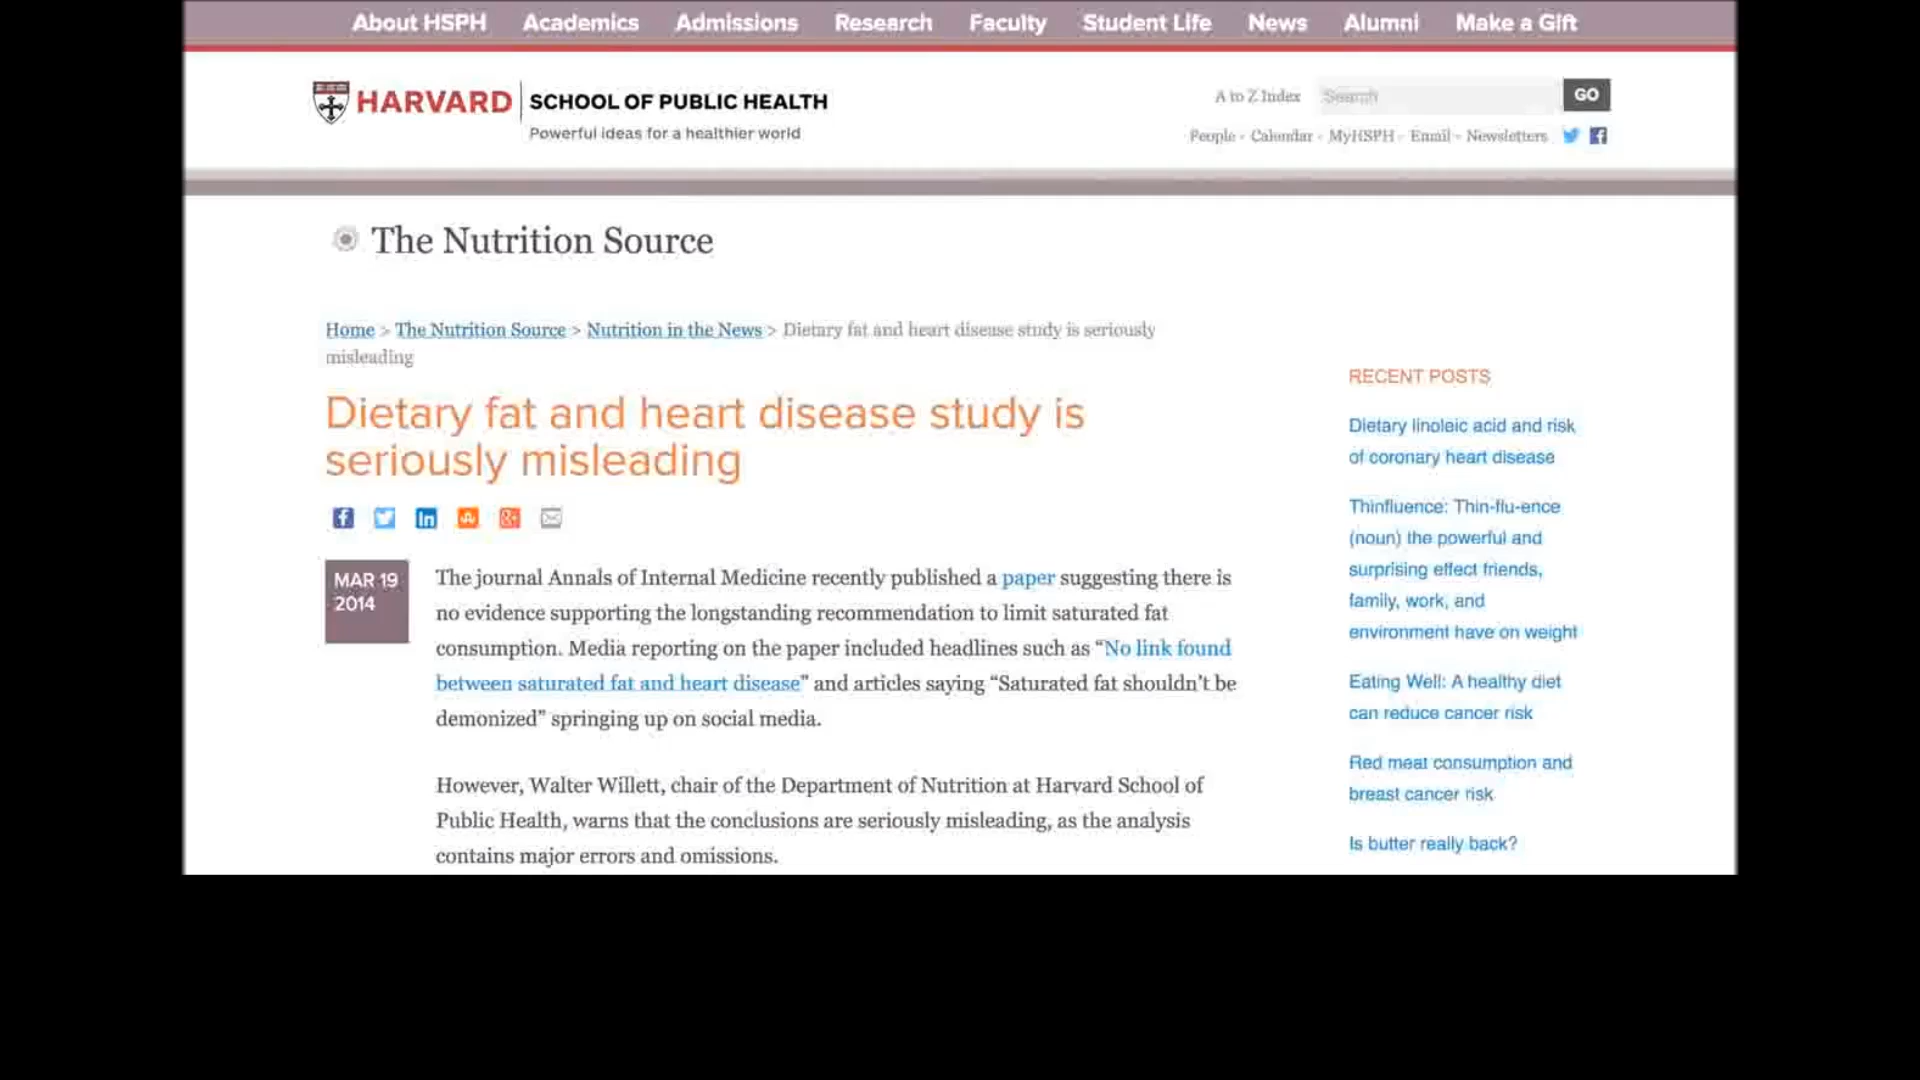 About HSPH Academics Admissions Research Faculty Student Life News Alumni Make a Gift
HARVARD SCHOOL OF PUBLIC HEALTH
Powerful ideas for a healthier world
A to Z Index Search GO
People - Calendar - MyHSPH - Email - Newsletters
The Nutrition Source
Home > The Nutrition Source > Nutrition in the News > Dietary fat and heart disease study is seriously
misleading
Dietary fat and heart disease study is
seriously misleading
MAR 19
2014
The journal Annals of Internal Medicine recently published a paper suggesting there is
no evidence supporting the longstanding recommendation to limit saturated fat
consumption. Media reporting on the paper included headlines such as “No link found
between saturated fat and heart disease” and articles saying “Saturated fat shouldn’t be
demonized” springing up on social media.
However, Walter Willett, chair of the Department of Nutrition at Harvard School of
Public Health, warns that the conclusions are seriously misleading, as the analysis
contains major errors and omissions.
RECENT POSTS
Dietary linoleic acid and risk
of coronary heart disease
Thinfluence: Thin-flu-ence
(noun) the powerful and
surprising effect friends,
family, work, and
environment have on weight
Eating Well: A healthy diet
can reduce cancer risk
Red meat consumption and
breast cancer risk
Is butter really back?